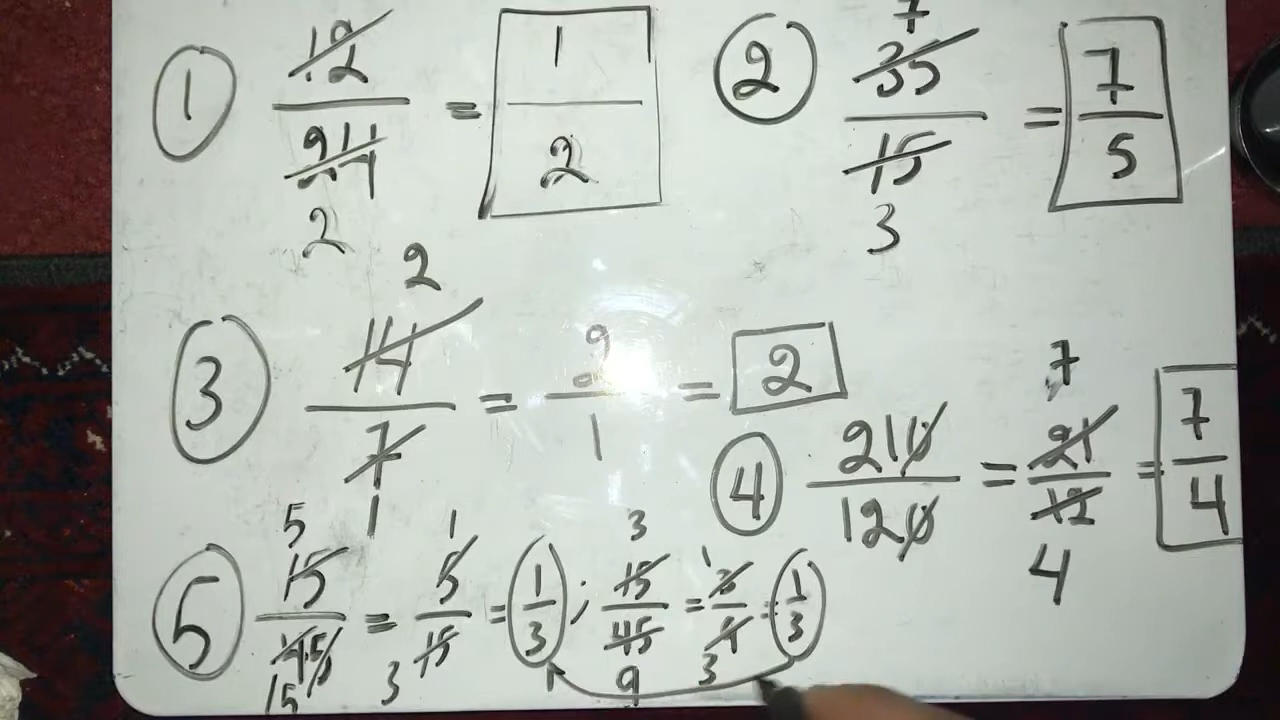 ① 12/24 = 1/2
2
② 7
35/15 = 7/5
3
③ 2
14/7 = 2/1 = 2
1
④ 7
210/120 = 21/12 = 7/4
4
⑤ 5 1 3 1
15/45 = 5/15 = 1/3 ; 15/45 = 3/9 = 1/3
15 3 9 3